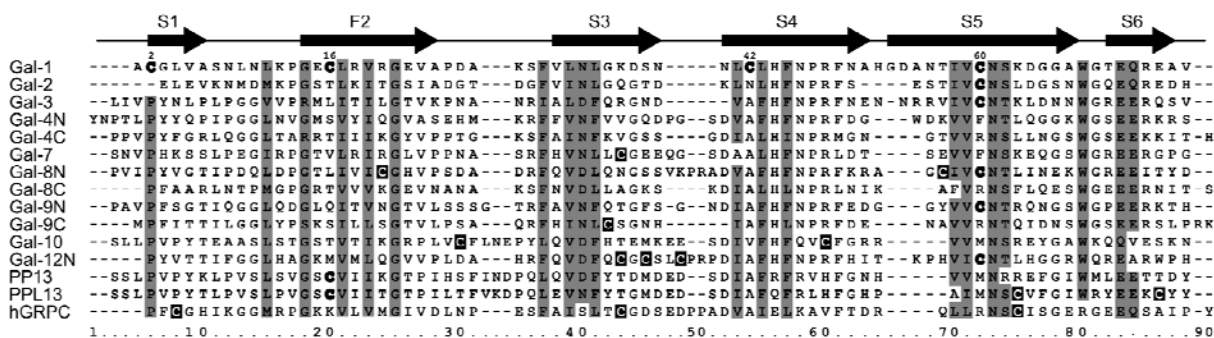 S1 F2 S3 S4 S5 S6
2 16 42 60
Gal-1 ----ACGLVASNLNLKPGECLRVRGEVAPDA---KSFVLNLGKDSN---NLCLHFNPRFNAHGDANTIVCNSKDGGAWGTEQREAV--
Gal-2 -----ELEVKNMDMKPGSTLKITGSIADGT---DGFVINLGQGTD---KLNLHFNPRFS----ESTIVCNSLDGSNWGQEQREDH--
Gal-3 --LIVPYNLPLPGGVVPRMLITILGTVKPNA---NRIALDFQRGND----VAFHFNPRFNEN-NRRVIVCNTKLDNNWGREERQSV--
Gal-4N YNPTLPYYQPIPGGLNVGMSVYIQGVASEHM---KRFFVNFVVGQDPG-SDVAFHFNPRFDG---WDKVVFNTLQGGKWGSEERKRS--
Gal-4C --PPVPYFGRLQGGLTARRTIIIKGYVPPTG---KSFAINFKVGSS---GDIALHINPRMGN----GTVVRNSLLNGSWGSEEKKIT-H
Gal-7 --SNVPHKSSLPEGIRPGTVLRIRGLVPPNA---SRFHVNLLCGEEQG-SDAALHFNPRLDT----SEVVFNSKEQGSWGREERGPG--
Gal-8N PVIPYVGTIPDQLDPGTLIVICGHVPSDA---DRFQVDLQNGSSVKPRADVAFHFNPRFKRA---GCIVCNTLINEKWGREEITYD--
Gal-8C PFAARLNTPMGPGRTVVVKGEVNANA---KSFNVDLLAGKS---KDIALHLNPRLNIK----AFVRNSFLQESWGEEERNIT-S
Gal-9N -PAVPFSGTIQGGLQDGLQITVNGTVLSSSG-TRFAVNFQTGFS-G--NDIAFHFNPRFEDG---GYVVCNTRQNGSWGPEERKTH--
Gal-9C ---MPFITTILGGLYPSKSILLSGTVLPSA---QRFHINLCSGNH----IAFHLNPRFDEN----AVVRNTQIDNSWGSEERSLPRK
Gal-10 --SLLPVPYTEAASLSTGSTVTIKGRPLVCFLNEPYLQVDFHTEMKEE-SDIVFHFQVCFGRR-----VVMNSREYGAWKQQVESKN--
Gal-12N ----PYVTTIFGGLHAGKMVMLQGVVPLDA---HRFQVDFQCGCSLCPRPDIAFHFNPRFHIT---KPHVICNTLHGGRWQREARWPH--
PP13 --SSLPVPYKLPVSLSVGSCVIIKGTPIHSFINDPQLQVDFYTGMDED-SDIAFRFRVHFGNH-----VVMNRREFGIWMLEETTDY--
PPL13 --SSLPVPYTLPVSLPVGSCVIITGTPILTFVKDPQLEVNFYTGMDED-SDIAFQFRLHFGHP-----AIMNSCVFGIWRYEEKCYY--
hGRPC ----PFCGHIKGGMRPGKKVLVMGIVDLNP---ESFAISLTCGDSEDPPADVAIELKAVFTDR----QLLRNSCISGERGEEQSAIP-Y
1........10........20........30........40........50........60........70........80........90